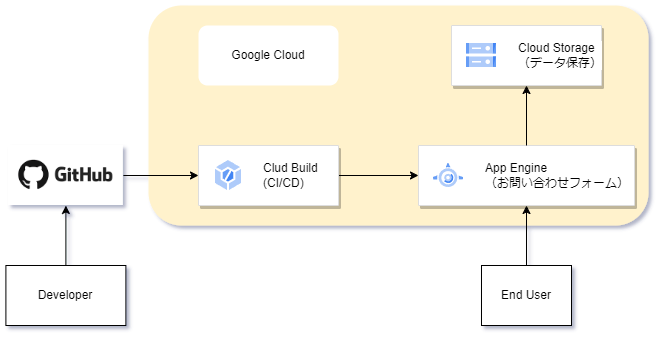 Google Cloud
Cloud Storage
（データ保存）
GitHub
Clud Build
(CI/CD)
App Engine
（お問い合わせフォーム）
Developer
End User